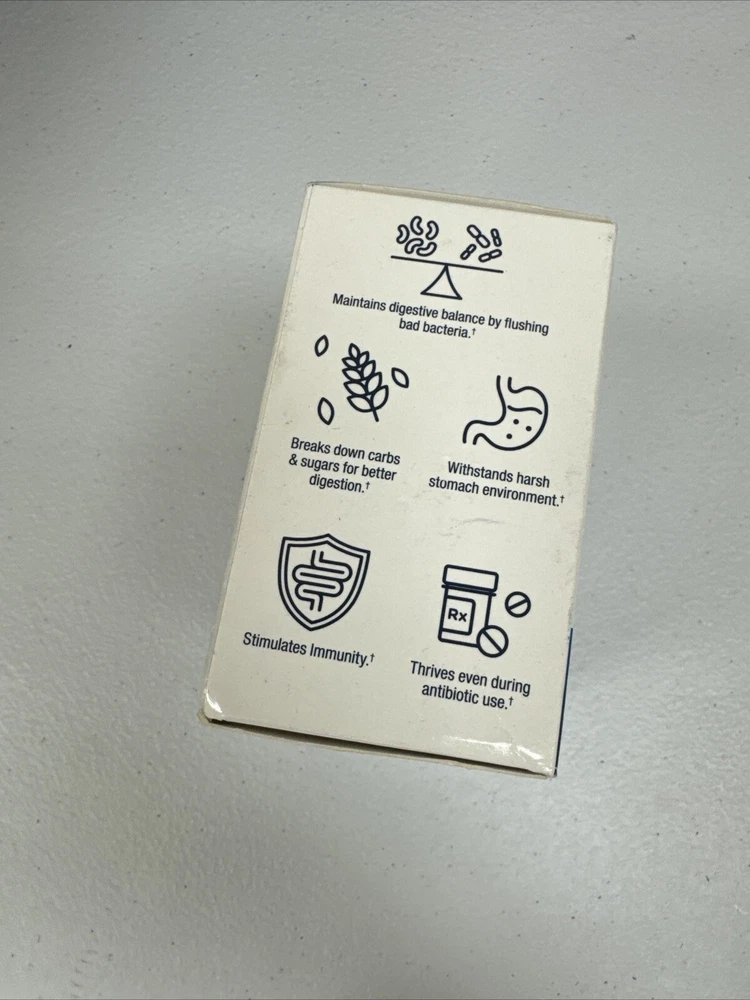 Maintains digestive balance by flushing
bad bacteria.†
Breaks down carbs
& sugars for better
digestion.†
Withstands harsh
stomach environment.†
Stimulates Immunity.†
Rx
Thrives even during
antibiotic use.†